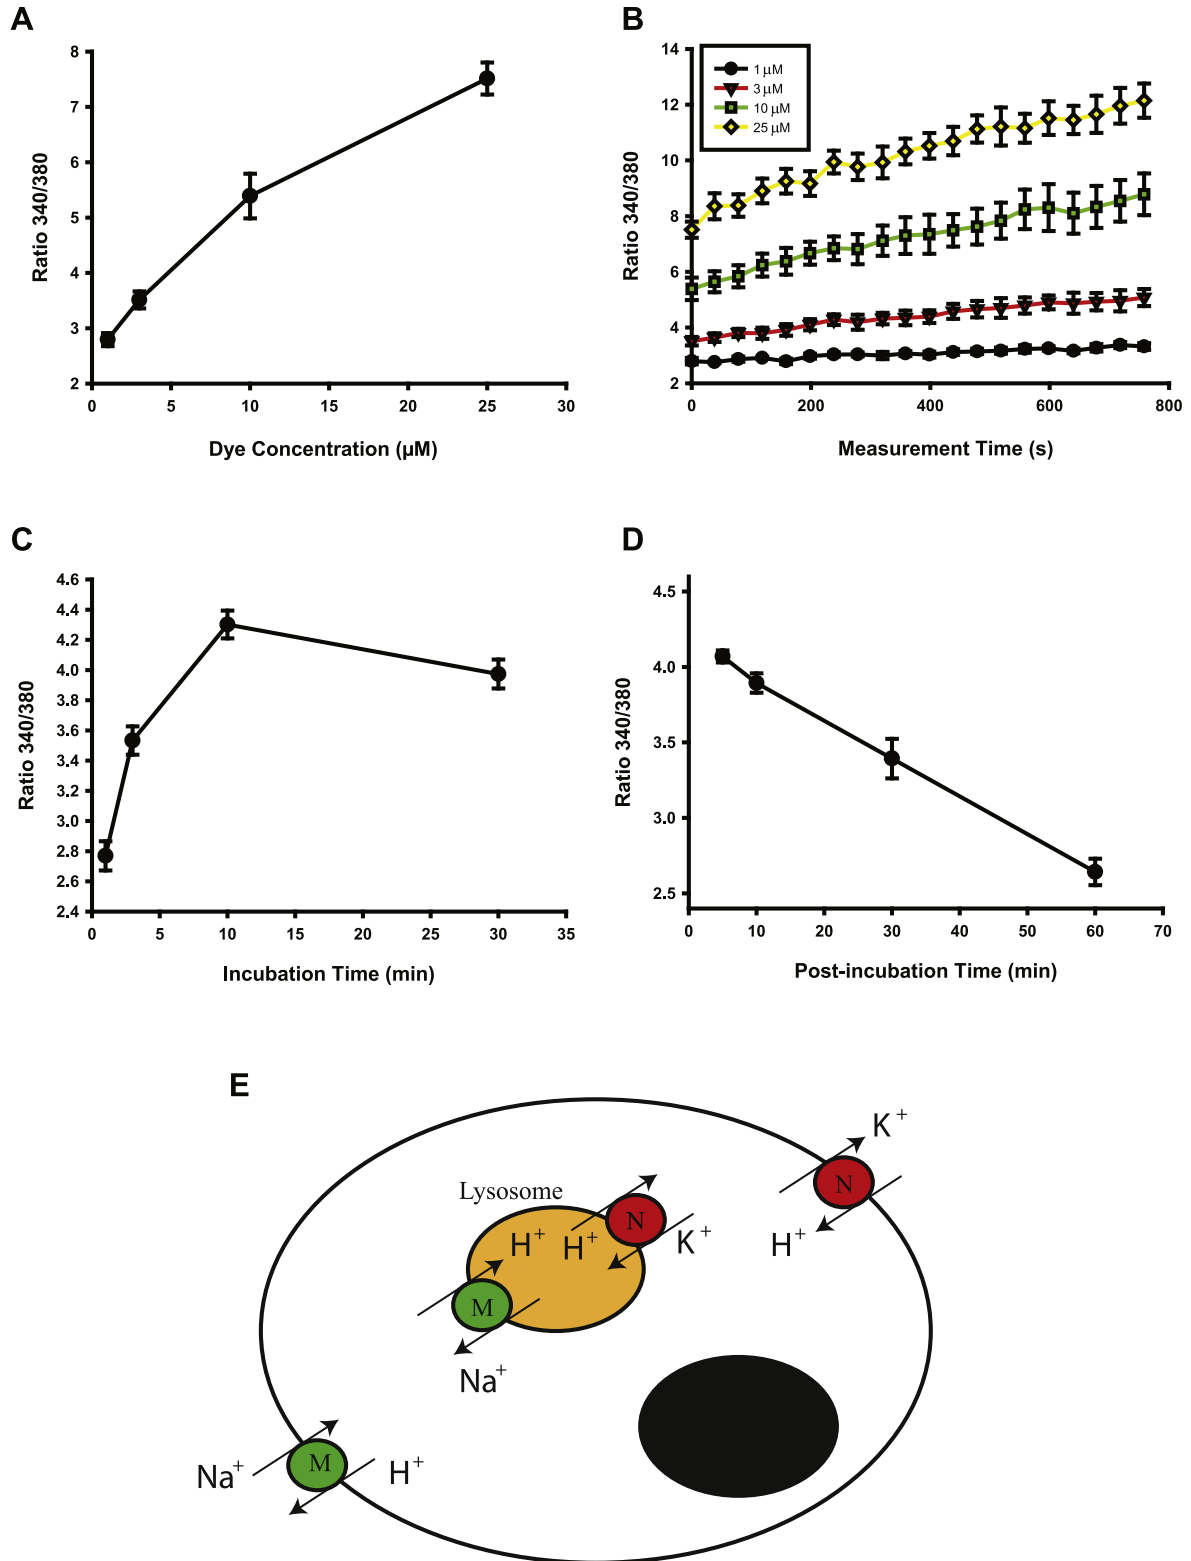 A
8
7
6
5
4
3
2
0 5 10 15 20 25 30
Ratio 340/380
Dye Concentration (µM)
B
14
12
10
8
6
4
2
0 200 400 600 800
1 µM
3 µM
10 µM
25 µM
Ratio 340/380
Measurement Time (s)
C
4.6
4.4
4.2
4.0
3.8
3.6
3.4
3.2
3.0
2.8
2.6
2.4
0 5 10 15 20 25 30 35
Ratio 340/380
Incubation Time (min)
D
4.5
4.0
3.5
3.0
2.5
0 10 20 30 40 50 60 70
Ratio 340/380
Post-incubation Time (min)
E
K+
N
H+
Lysosome
H+
H+
N
K+
M
Na+
Na+
M
H+